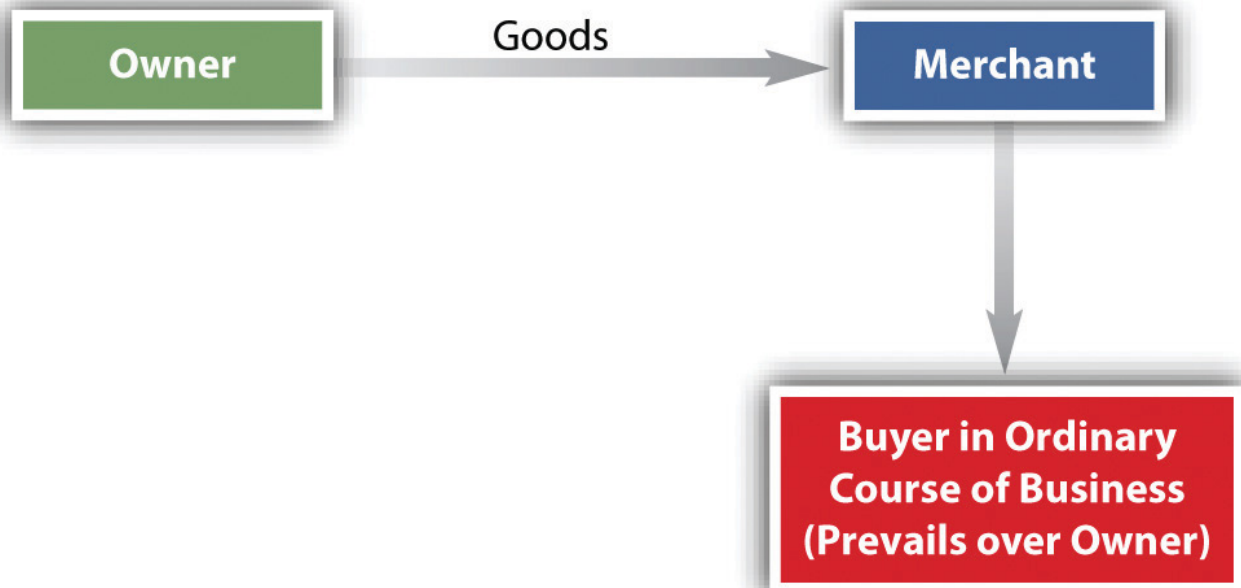 Owner
Goods
Merchant
Buyer in Ordinary
Course of Business
(Prevails over Owner)